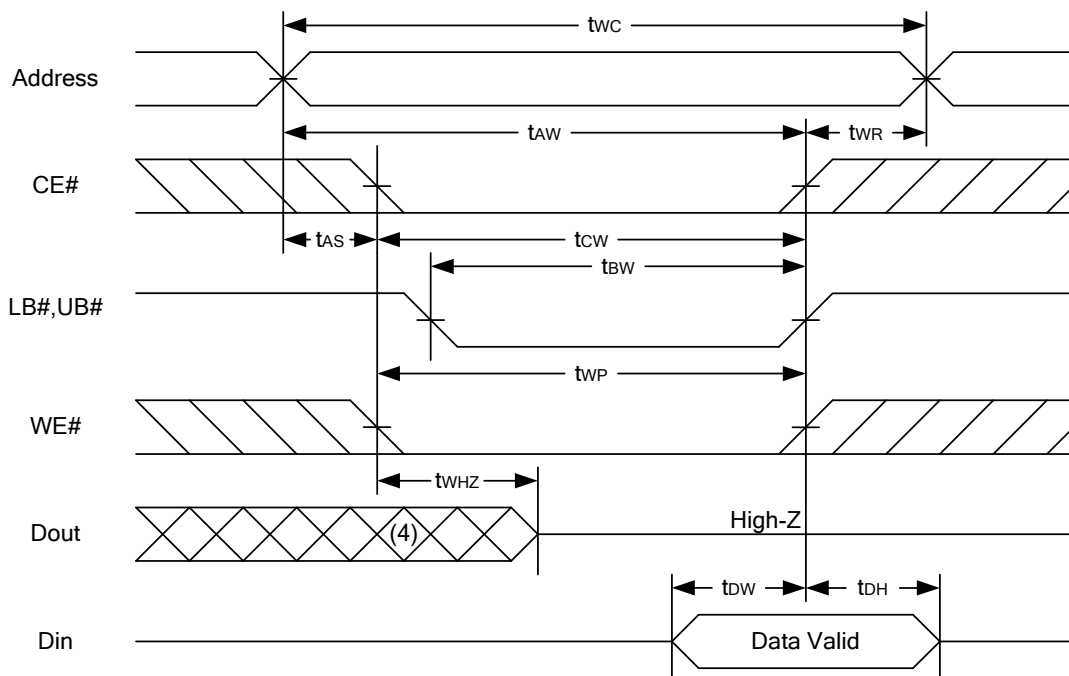 tWC
Address
tAW
tWR
CE#
tAS
tCW
tBW
LB#,UB#
tWP
WE#
tWHZ
Dout
(4)
High-Z
tDW
tDH
Din
Data Valid